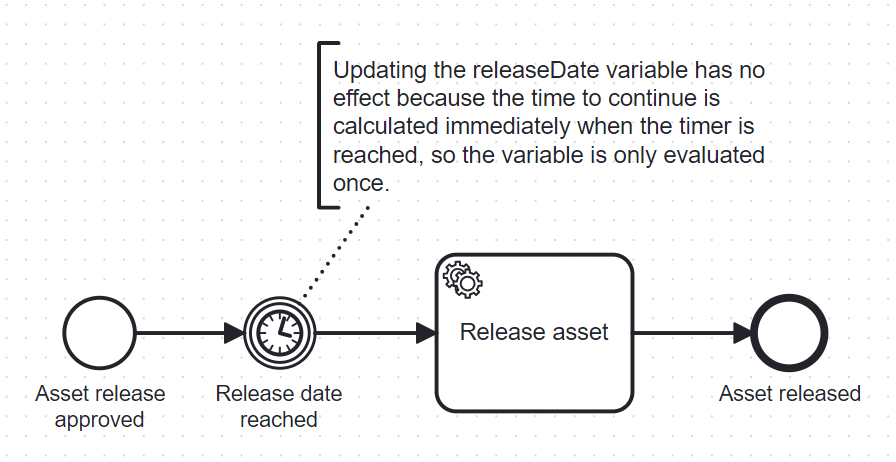 Updating the releaseDate variable has no
effect because the time to continue is
calculated immediately when the timer is
reached, so the variable is only evaluated
once.
Release asset
Asset release
approved
Release date
reached
Asset released